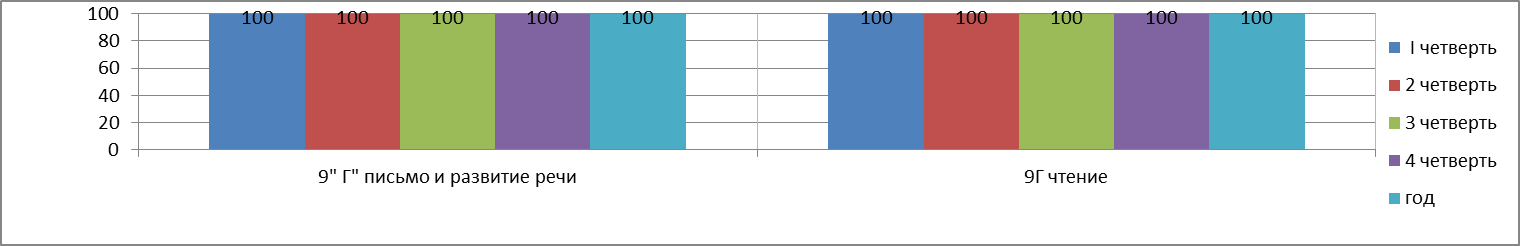 100
80
60
40
20
0
100 100 100 100 100
100 100 100 100 100
9" Г" письмо и развитие речи
9Г чтение
I четверть
2 четверть
3 четверть
4 четверть
год